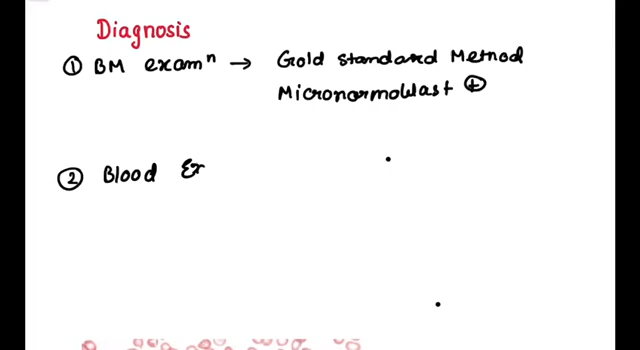 Diagnosis
① BM examⁿ → Gold Standard Method
Micronormoblast ⊕
② Blood Ex